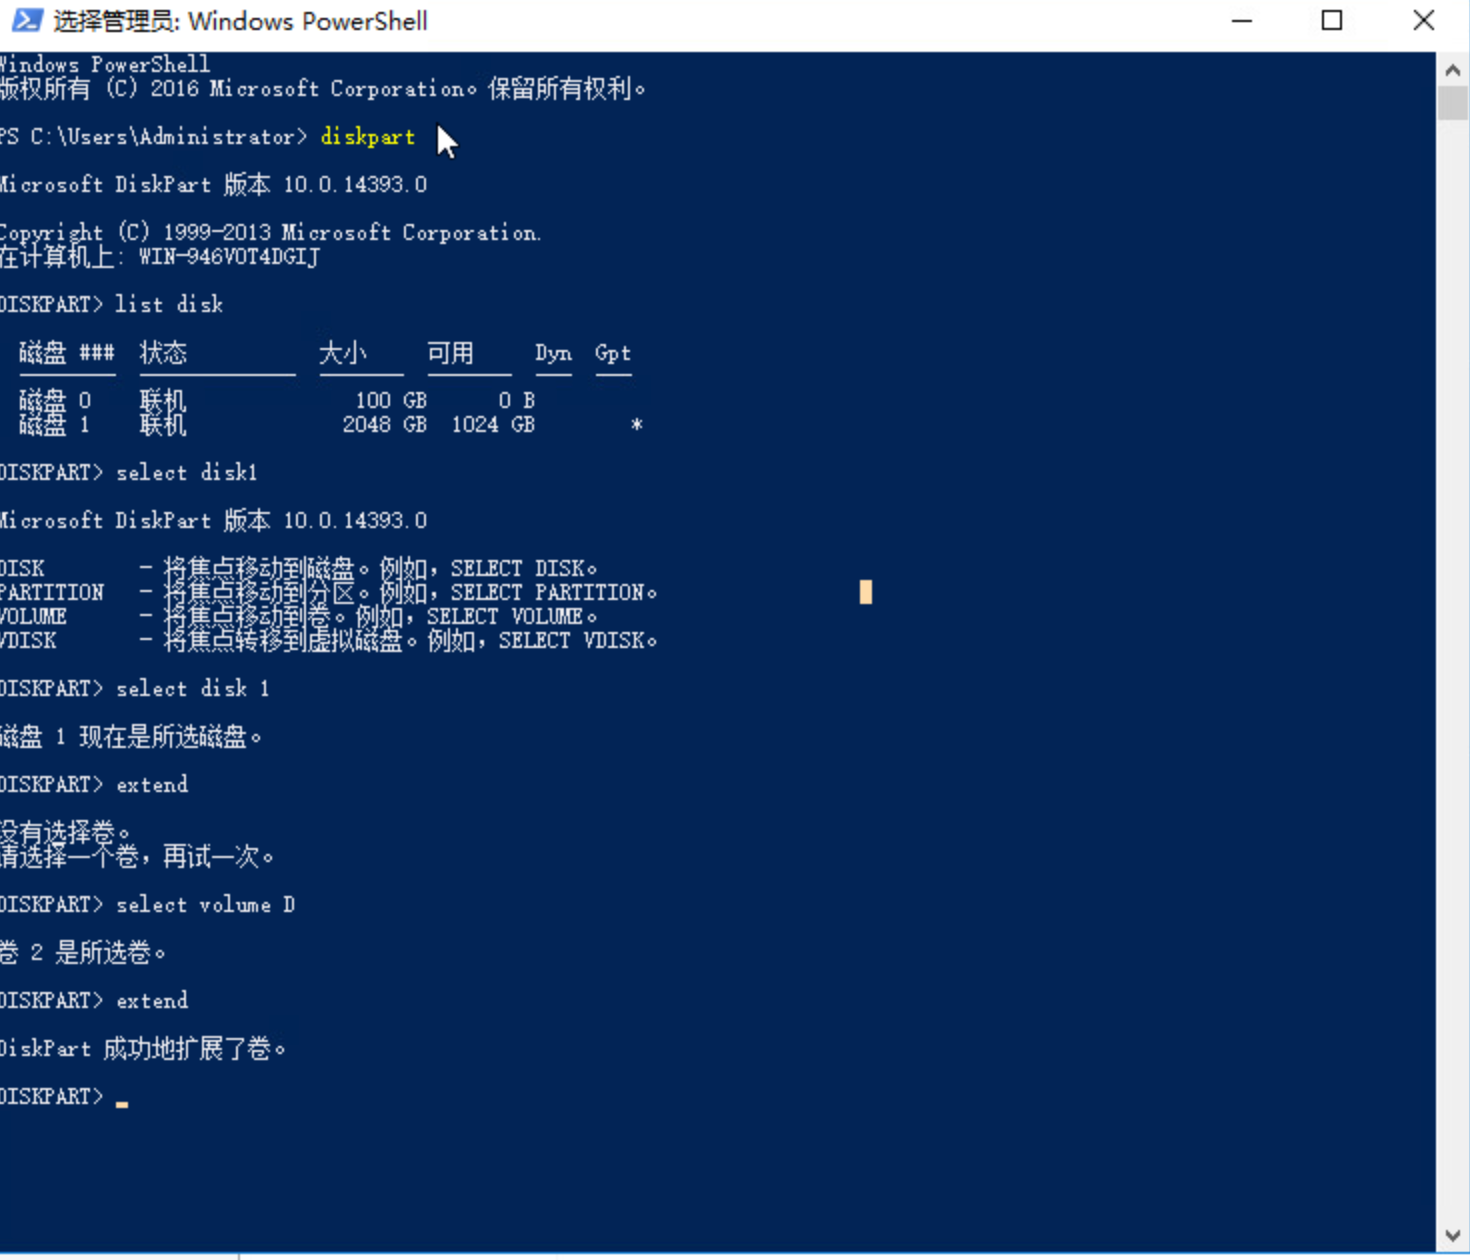 选择管理员: Windows PowerShell
Windows PowerShell
版权所有 (C) 2016 Microsoft Corporation。保留所有权利。
PS C:\Users\Administrator> diskpart
Microsoft DiskPart 版本 10.0.14393.0
Copyright (C) 1999-2013 Microsoft Corporation.
在计算机上: WIN-946VOT4DGIJ
DISKPART> list disk
磁盘 ### 状态 大小 可用 Dyn Gpt
磁盘 0 联机 100 GB 0 B
磁盘 1 联机 2048 GB 1024 GB *
DISKPART> select disk1
Microsoft DiskPart 版本 10.0.14393.0
DISK - 将焦点移动到磁盘。例如，SELECT DISK。
PARTITION - 将焦点移动到分区。例如，SELECT PARTITION。
VOLUME - 将焦点移动到卷。例如，SELECT VOLUME。
VDISK - 将焦点转移到虚拟磁盘。例如，SELECT VDISK。
DISKPART> select disk 1
磁盘 1 现在是所选磁盘。
DISKPART> extend
没有选择卷。
请选择一个卷，再试一次。
DISKPART> select volume D
卷 2 是所选卷。
DISKPART> extend
DiskPart 成功地扩展了卷。
DISKPART>